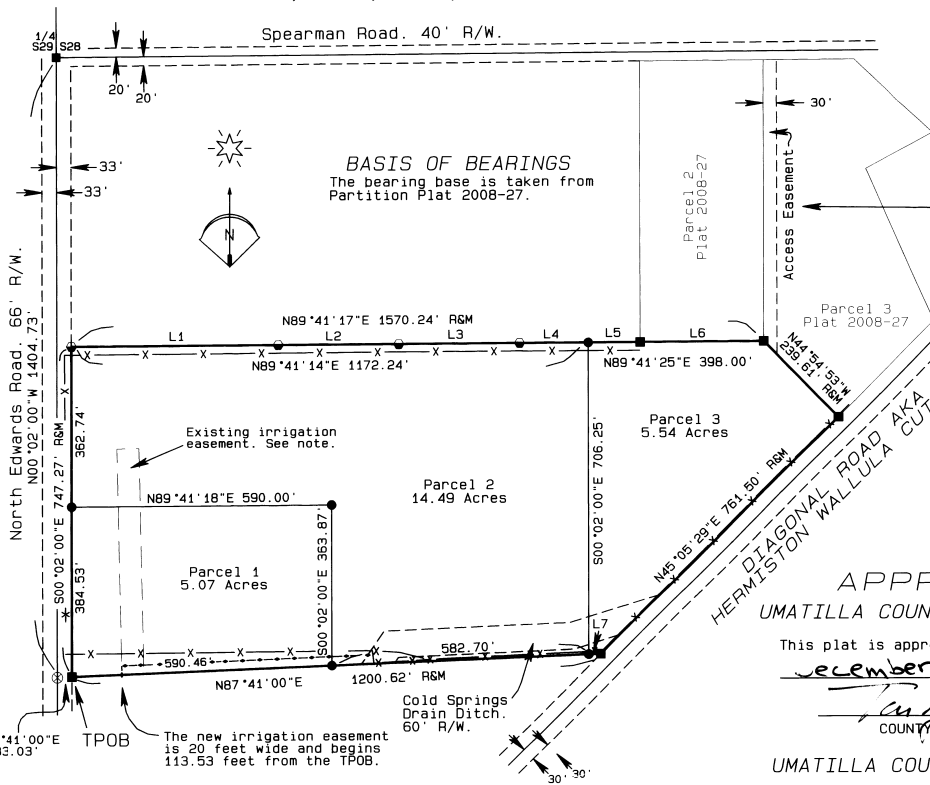 Spearman Road. 40' R/W.
1/4
S29 S28
20'
20'
30'
33'
33'
BASIS OF BEARINGS
The bearing base is taken from
Partition Plat 2008-27.
Parcel 2
Plat 2008-27
Access Easement
N
North Edwards Road. 66' R/W.
N00°02'00"W 1404.73'
Parcel 3
Plat 2008-27
N89°41'17"E 1570.24' R&M
L1
L2
L3
L4
L5
L6
N89°41'14"E 1172.24'
N89°41'25"E 398.00'
N44°54'53"W
239.61' R&M
S00°02'00"E 747.27 R&M
362.74'
Existing irrigation
easement. See note.
Parcel 3
5.54 Acres
S00°02'00"E 706.25'
Parcel 2
14.49 Acres
N89°41'18"E 590.00'
N45°05'29"E 761.50' R&M
DIAGONAL ROAD AKA
HERMISTON WALLULA CUT
S00°02'00"E 363.87'
Parcel 1
5.07 Acres
384.53'
APPR
UMATILLA COUN
This plat is appro
ecember
L7
590.46'
582.70'
N87°41'00"E
1200.62' R&M
Cold Springs
Drain Ditch.
60' R/W.
COUNTY
°41'00"E
33.03'
TPOB
The new irrigation easement
is 20 feet wide and begins
113.53 feet from the TPOB.
30' 30'
UMATILLA COU